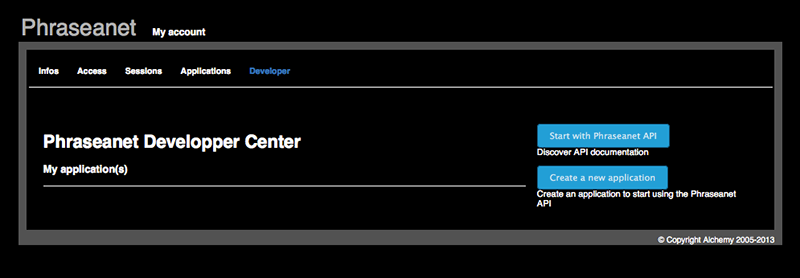 Phraseanet My account
Infos Access Sessions Applications Developer
Phraseanet Developper Center
My application(s)
Start with Phraseanet API
Discover API documentation
Create a new application
Create an application to start using the Phraseanet
API
© Copyright Alchemy 2005-2013